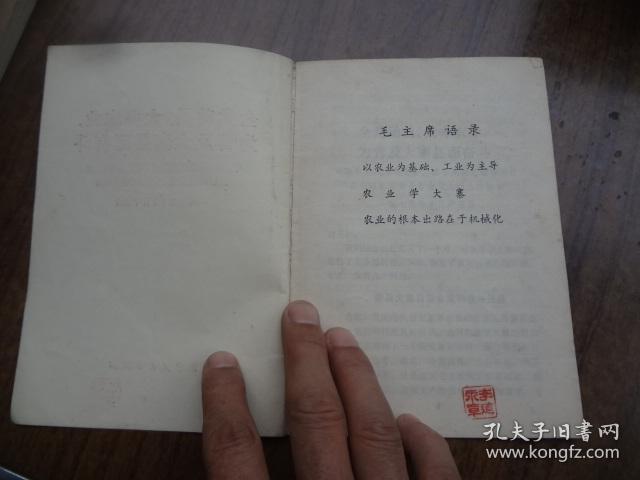 毛主席语录
以农业为基础、工业为主导
农业学大寨
农业的根本出路在于机械化
孔夫子旧书网
www.kongfz.com